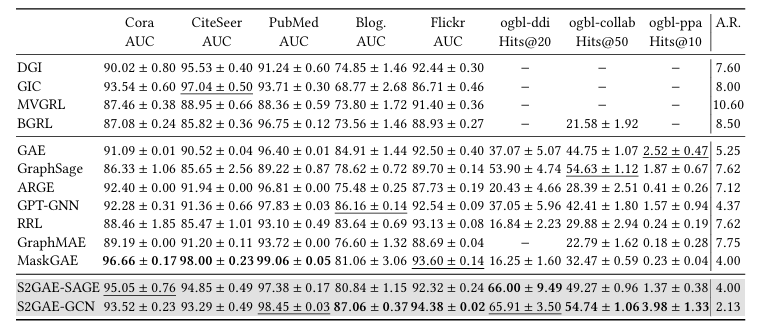 Cora CiteSeer PubMed Blog. Flickr ogbl-ddi ogbl-collab ogbl-ppa A.R.
AUC AUC AUC AUC AUC Hits@20 Hits@50 Hits@10
DGI 90.02 ± 0.80 95.53 ± 0.40 91.24 ± 0.60 74.85 ± 1.46 92.44 ± 0.30 – – – 7.60
GIC 93.54 ± 0.60 97.04 ± 0.50 93.71 ± 0.30 68.77 ± 2.68 86.71 ± 0.46 – – – 8.00
MVGRL 87.46 ± 0.38 88.95 ± 0.66 88.36 ± 0.59 73.80 ± 1.72 91.40 ± 0.36 – – – 10.60
BGRL 87.08 ± 0.24 85.82 ± 0.36 96.75 ± 0.12 73.56 ± 1.46 88.93 ± 0.27 – 21.58 ± 1.92 – 8.50
GAE 91.09 ± 0.01 90.52 ± 0.04 96.40 ± 0.01 84.91 ± 1.44 92.50 ± 0.40 37.07 ± 5.07 44.75 ± 1.07 2.52 ± 0.47 5.25
GraphSage 86.33 ± 1.06 85.65 ± 2.56 89.22 ± 0.87 78.62 ± 0.72 89.70 ± 0.14 53.90 ± 4.74 54.63 ± 1.12 1.87 ± 0.67 7.62
ARGE 92.40 ± 0.00 91.94 ± 0.00 96.81 ± 0.00 75.48 ± 0.25 87.73 ± 0.19 20.43 ± 4.66 28.39 ± 2.51 0.41 ± 0.26 7.12
GPT-GNN 92.28 ± 0.31 91.36 ± 0.66 97.83 ± 0.03 86.16 ± 0.14 92.54 ± 0.09 37.05 ± 5.96 42.41 ± 1.80 1.57 ± 0.94 4.37
RRL 88.46 ± 1.85 85.47 ± 1.01 93.10 ± 0.49 83.64 ± 0.69 93.13 ± 0.08 16.84 ± 2.23 29.88 ± 2.94 0.24 ± 0.19 7.62
GraphMAE 89.19 ± 0.00 91.20 ± 0.11 93.72 ± 0.00 76.60 ± 1.32 88.69 ± 0.04 – 22.79 ± 1.62 0.18 ± 0.28 7.75
MaskGAE 96.66 ± 0.17 98.00 ± 0.23 99.06 ± 0.05 81.06 ± 3.06 93.60 ± 0.14 16.25 ± 1.60 32.47 ± 0.59 0.23 ± 0.04 4.00
S2GAE-SAGE 95.05 ± 0.76 94.85 ± 0.49 97.38 ± 0.17 80.84 ± 1.15 92.32 ± 0.24 66.00 ± 9.49 49.27 ± 0.96 1.37 ± 0.38 4.00
S2GAE-GCN 93.52 ± 0.23 93.29 ± 0.49 98.45 ± 0.03 87.06 ± 0.37 94.38 ± 0.02 65.91 ± 3.50 54.74 ± 1.06 3.98 ± 1.33 2.13